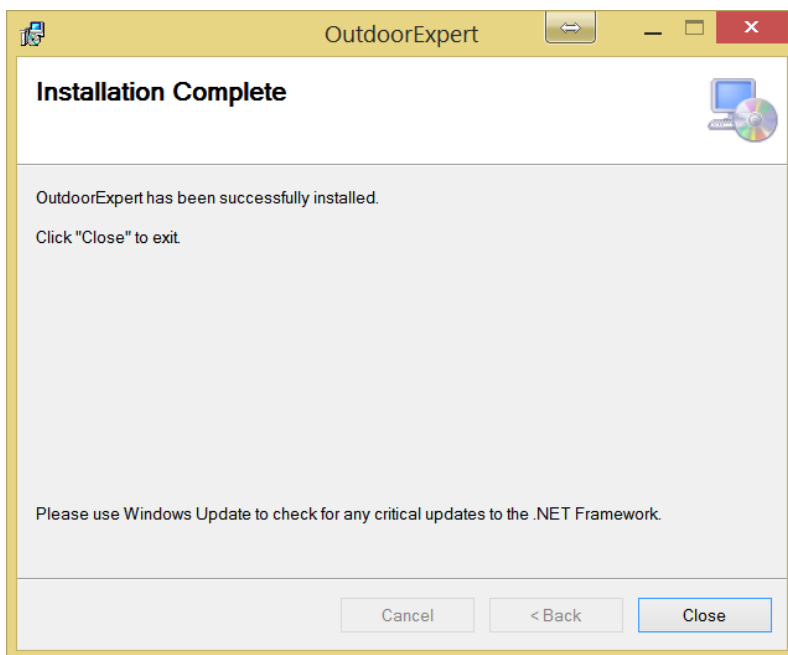 OutdoorExpert
Installation Complete
OutdoorExpert has been successfully installed.
Click "Close" to exit.
Please use Windows Update to check for any critical updates to the .NET Framework.
Cancel
< Back
Close